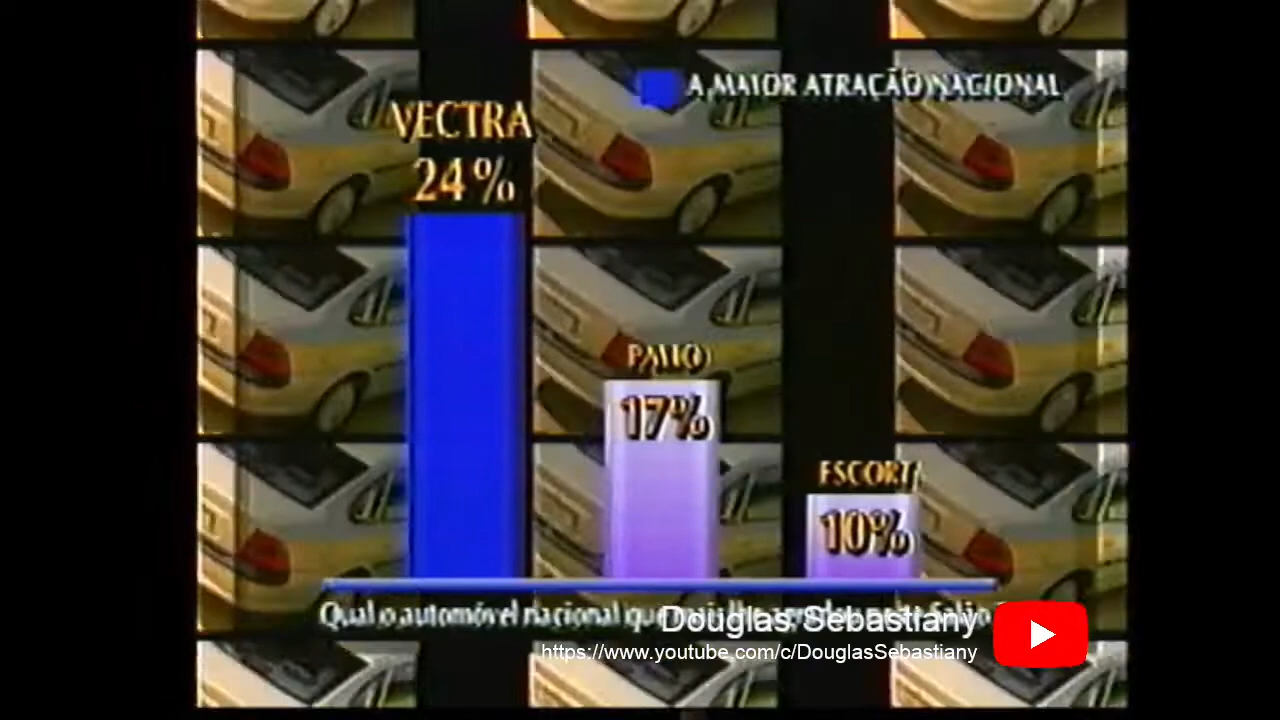 A MAIOR ATRAÇÃO NACIONAL
VECTRA
24%
PALIO
17%
ESCORT
10%
Qual o automóvel nacional que
Douglas Sebastiany
https://www.youtube.com/c/DouglasSebastiany